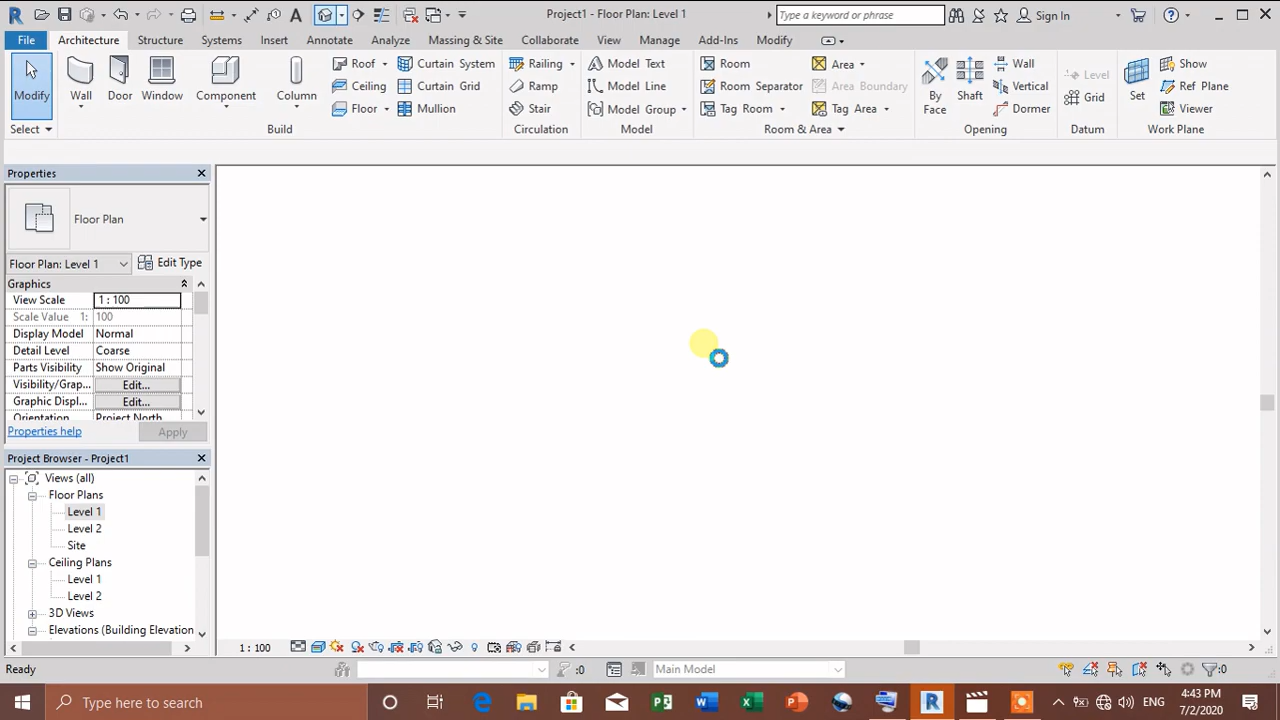 Project1 - Floor Plan: Level 1
Type a keyword or phrase
Sign In
File Architecture Structure Systems Insert Annotate Analyze Massing & Site Collaborate View Manage Add-Ins Modify
Modify Wall Door Window Component Column
Roof Curtain System
Ceiling Curtain Grid
Floor Mullion
Railing
Ramp
Stair
Model Text
Model Line
Model Group
Room
Room Separator
Tag Room
Area
Area Boundary
Tag Area
By Face
Shaft
Wall
Vertical
Dormer
Level
Grid
Set
Show
Ref Plane
Viewer
Select Build Circulation Model Room & Area Opening Datum Work Plane
Properties
Floor Plan
Floor Plan: Level 1 Edit Type
Graphics
View Scale 1 : 100
Scale Value 1: 100
Display Model Normal
Detail Level Coarse
Parts Visibility Show Original
Visibility/Grap... Edit...
Graphic Displ... Edit...
Orientation Project North
Properties help Apply
Project Browser - Project1
Views (all)
Floor Plans
Level 1
Level 2
Site
Ceiling Plans
Level 1
Level 2
3D Views
Elevations (Building Elevation
1 : 100
Ready
:0
Main Model
:0
Type here to search
ENG
4:43 PM
7/2/2020